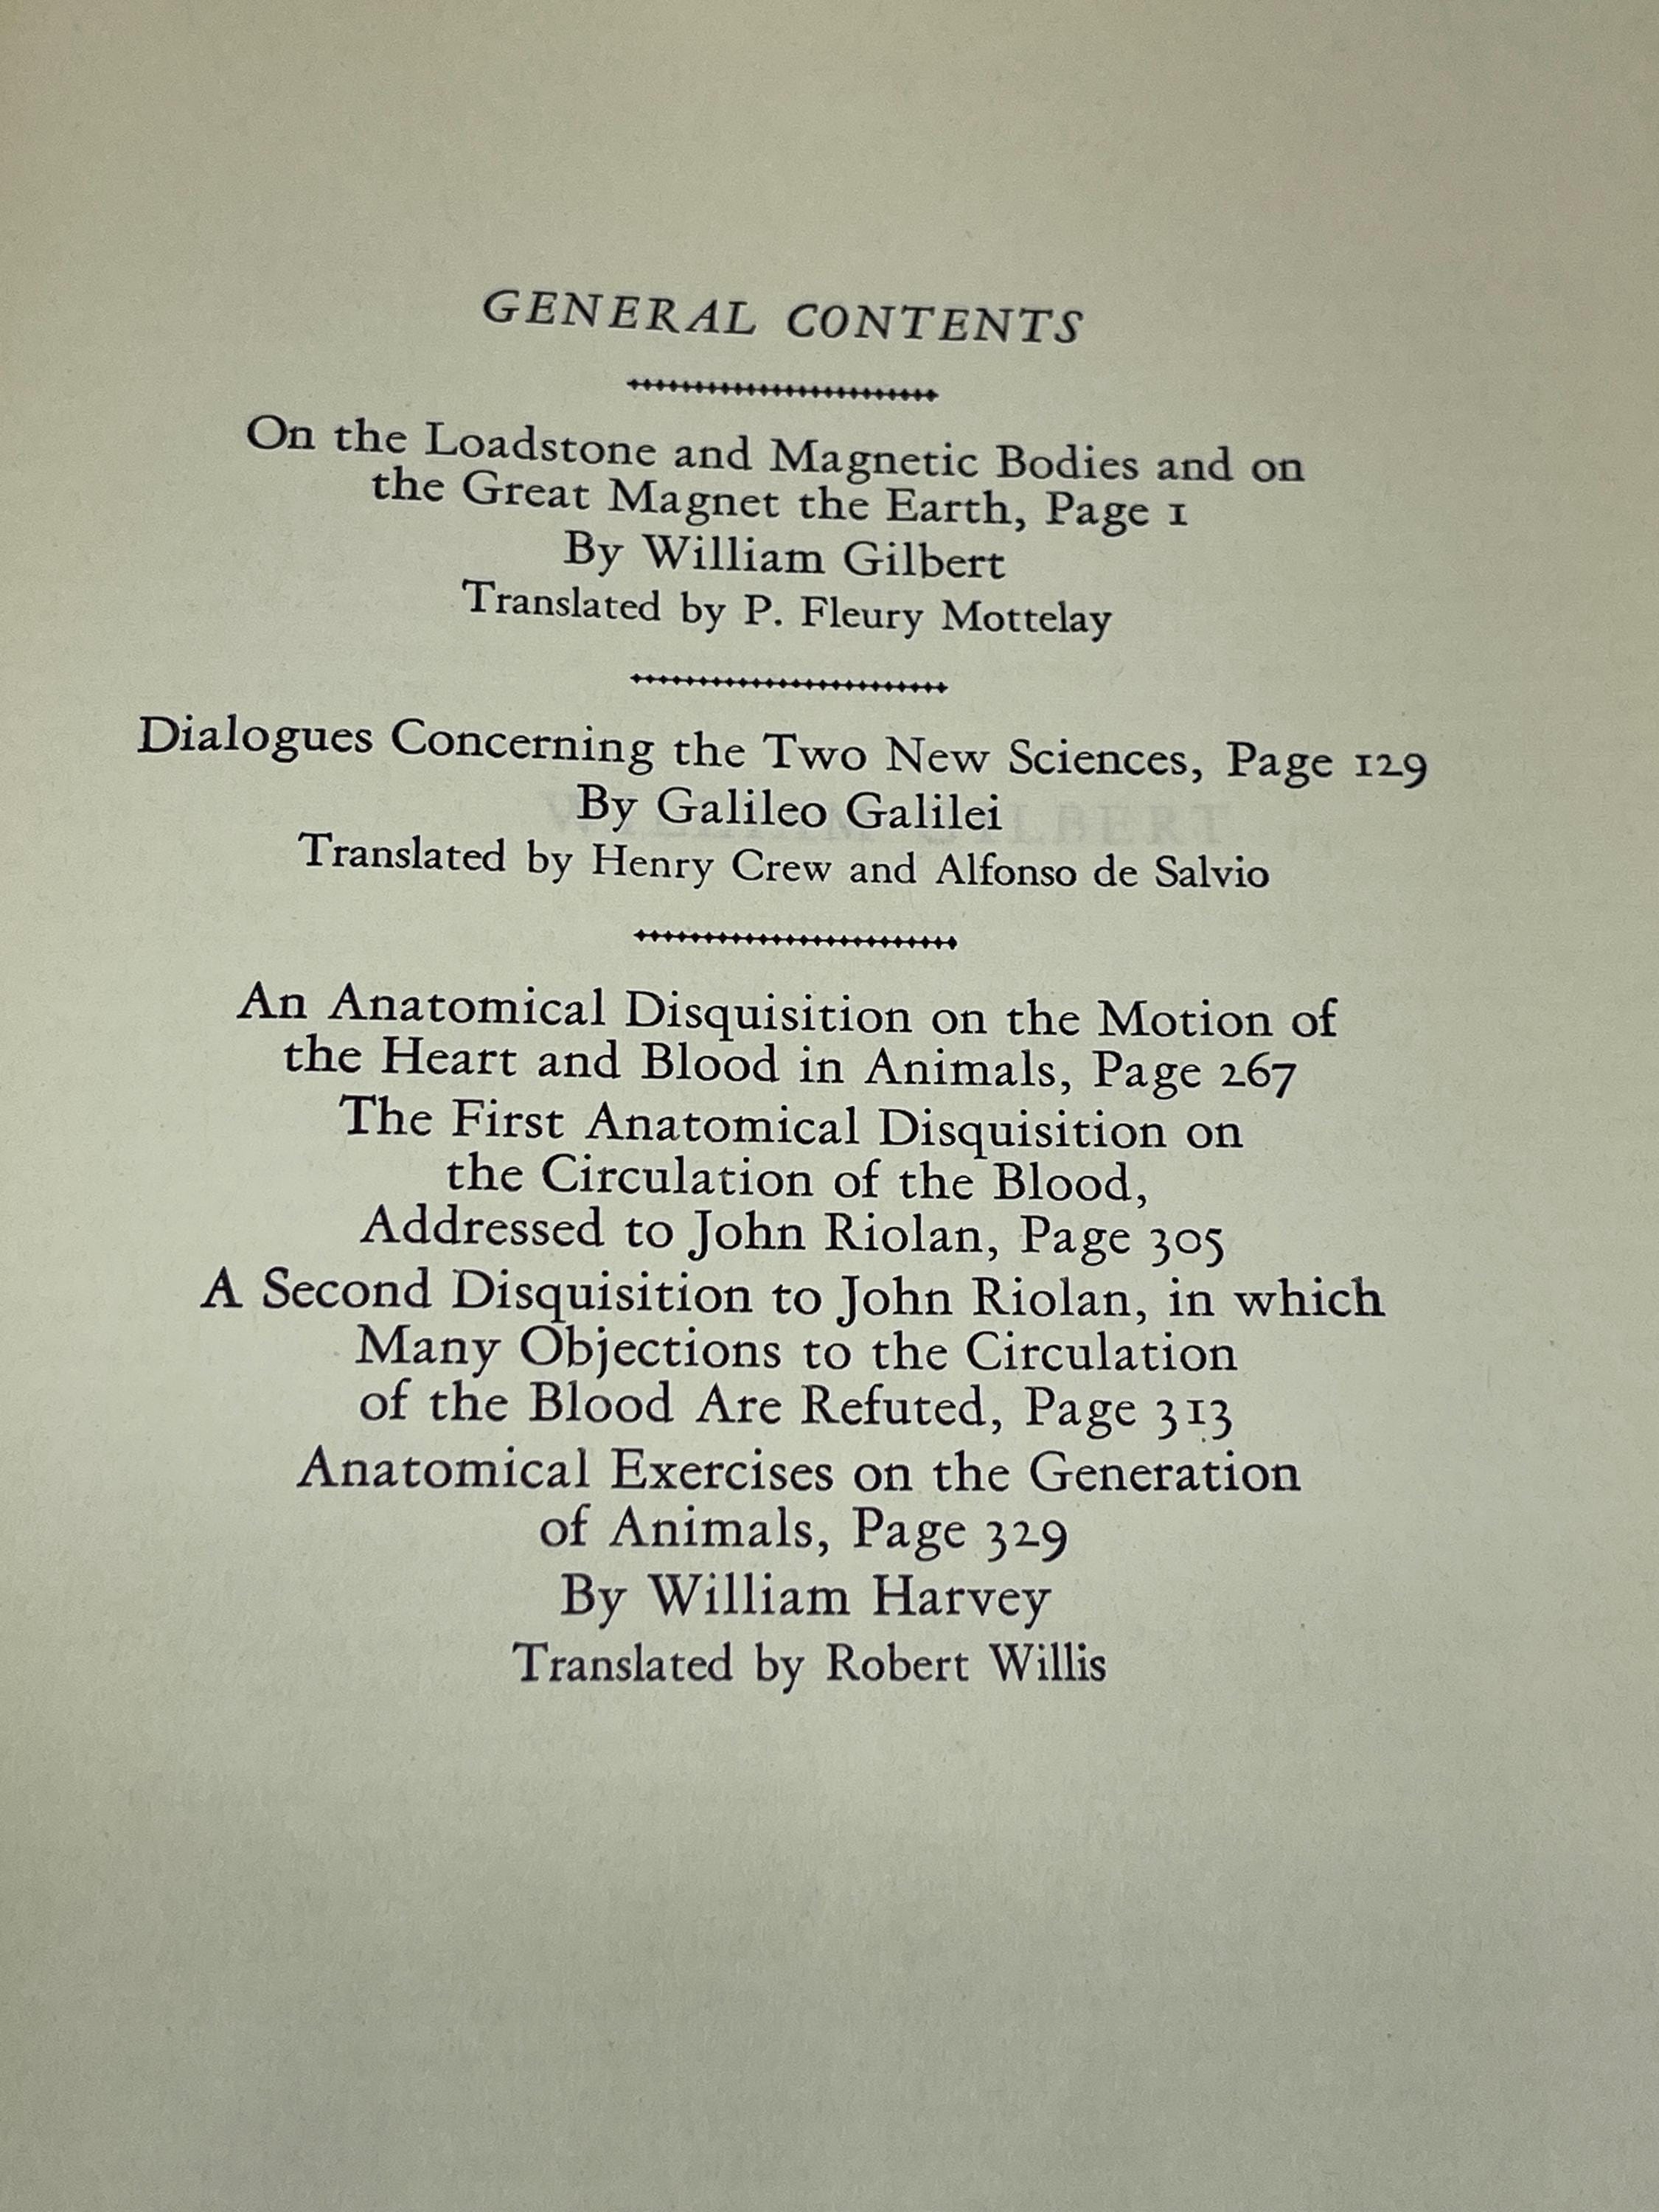 GENERAL CONTENTS
On the Loadstone and Magnetic Bodies and on
the Great Magnet the Earth, Page 1
By William Gilbert
Translated by P. Fleury Mottelay
Dialogues Concerning the Two New Sciences, Page 129
By Galileo Galilei
Translated by Henry Crew and Alfonso de Salvio
An Anatomical Disquisition on the Motion of
the Heart and Blood in Animals, Page 267
The First Anatomical Disquisition on
the Circulation of the Blood,
Addressed to John Riolan, Page 305
A Second Disquisition to John Riolan, in which
Many Objections to the Circulation
of the Blood Are Refuted, Page 313
Anatomical Exercises on the Generation
of Animals, Page 329
By William Harvey
Translated by Robert Willis